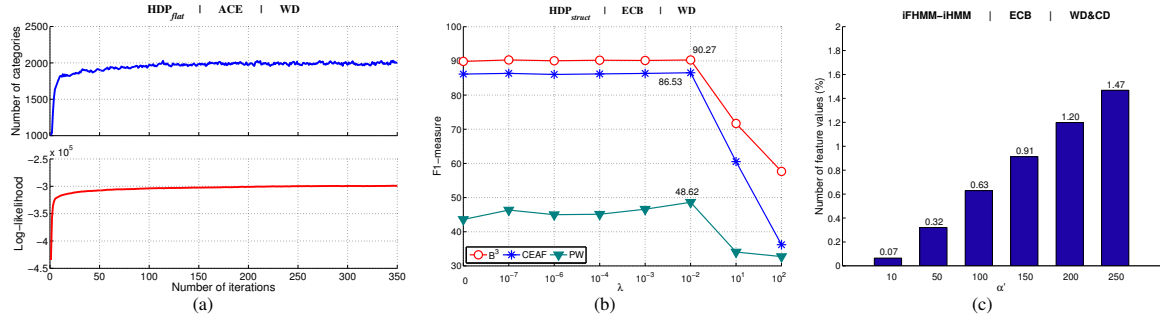 HDP flat | ACE | WD
Number of categories
2500
2000
1500
1000
x 10^5
Log-likelihood
-2.5
-3
-3.5
-4
-4.5
0 50 100 150 200 250 300 350
Number of iterations
(a)
HDP struct | ECB | WD
F1-measure
100
90
80
70
60
50
40
30
90.27
86.53
48.62
B^3 CEAF PW
0 10^-7 10^-6 10^-4 10^-3 10^-2 10^1 10^2
λ
(b)
iFHMM-iHMM | ECB | WD&CD
Number of feature values (%)
2
1.8
1.6
1.4
1.2
1
0.8
0.6
0.4
0.2
0
0.07
0.32
0.63
0.91
1.20
1.47
10 50 100 150 200 250
α'
(c)